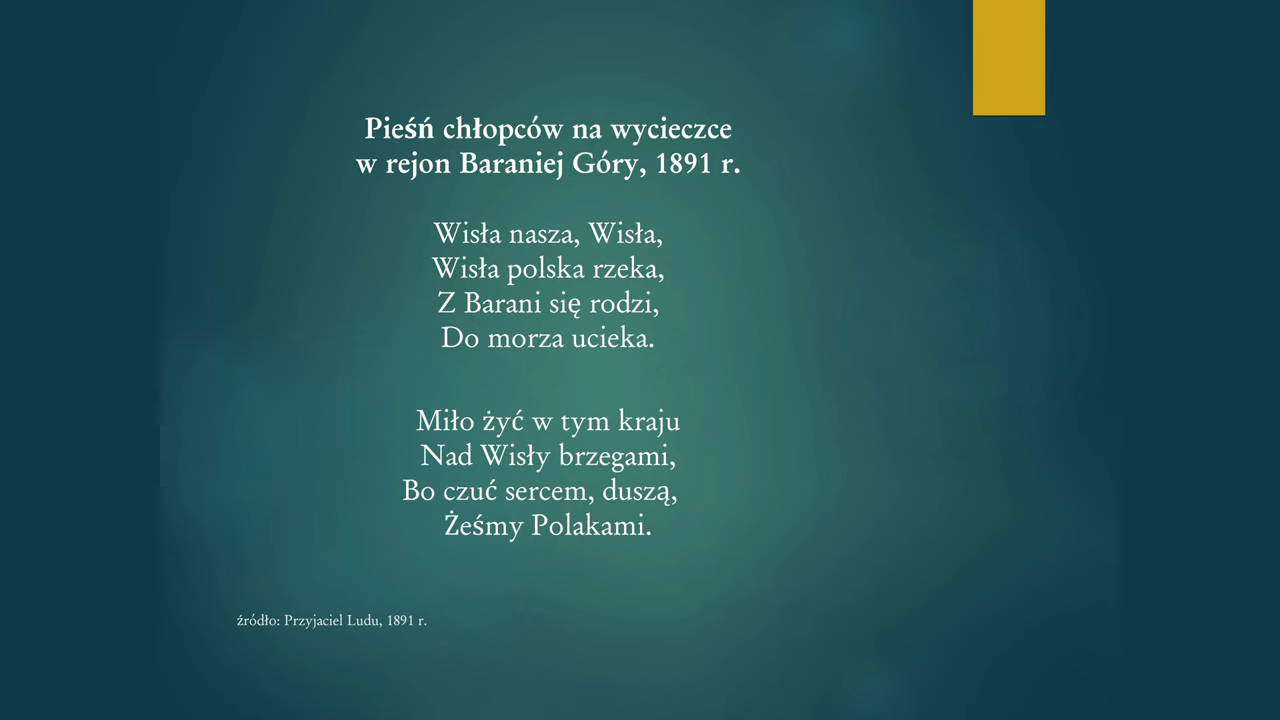 Pieśń chłopców na wycieczce
w rejon Baraniej Góry, 1891 r.
Wisła nasza, Wisła,
Wisła polska rzeka,
Z Barani się rodzi,
Do morza ucieka.
Miło żyć w tym kraju
Nad Wisły brzegami,
Bo czuć sercem, duszą,
Żeśmy Polakami.
źródło: Przyjaciel Ludu, 1891 r.